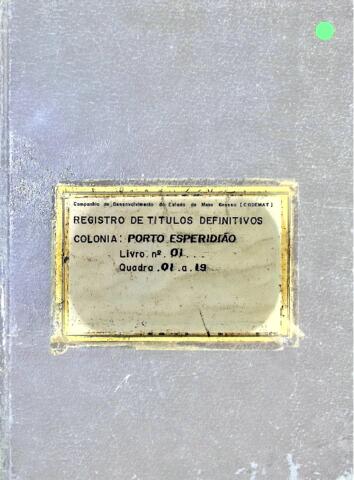 Companhia de Desenvolvimento do Estado de Mato Grosso (CODEMAT)
REGISTRO DE TITULOS DEFINITIVOS
COLONIA: PORTO ESPERIDIÃO
Livro. nº. 01 . . .
Quadra . 01 . a . 19